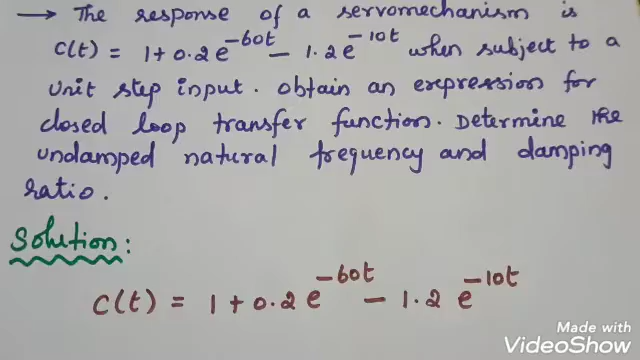 → The response of a servomechanism is
C(t) = 1 + 0.2 e^-60t - 1.2 e^-10t when subject to a
unit step input. obtain an expression for
closed loop transfer function. Determine the
undamped natural frequency and damping
ratio.
Solution:
C(t) = 1 + 0.2 e^-60t - 1.2 e^-10t
Made with
VideoShow